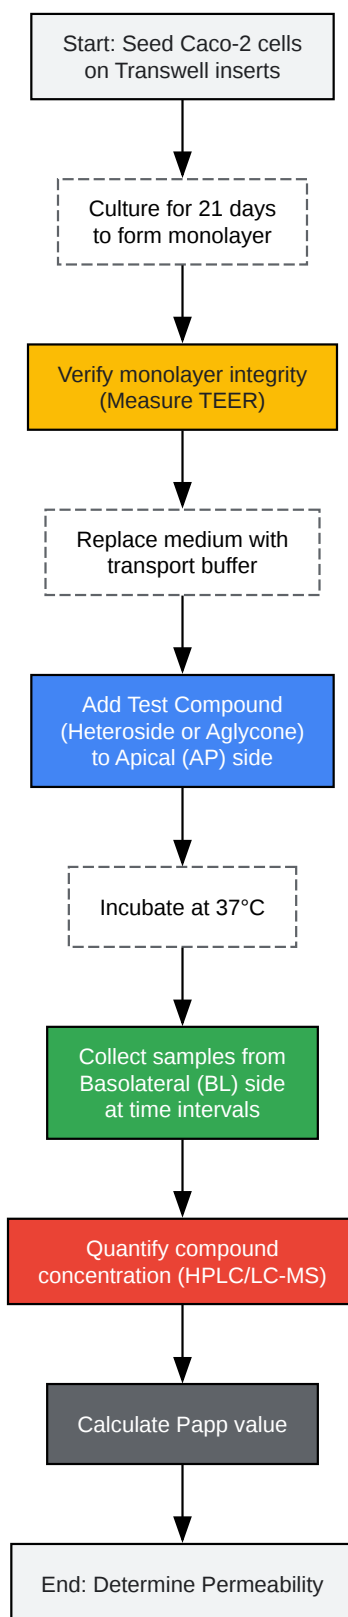 Start: Seed Caco-2 cells
on Transwell inserts
Culture for 21 days
to form monolayer
Verify monolayer integrity
(Measure TEER)
Replace medium with
transport buffer
Add Test Compound
(Heteroside or Aglycone)
to Apical (AP) side
Incubate at 37°C
Collect samples from
Basolateral (BL) side
at time intervals
Quantify compound
concentration (HPLC/LC-MS)
Calculate Papp value
End: Determine Permeability